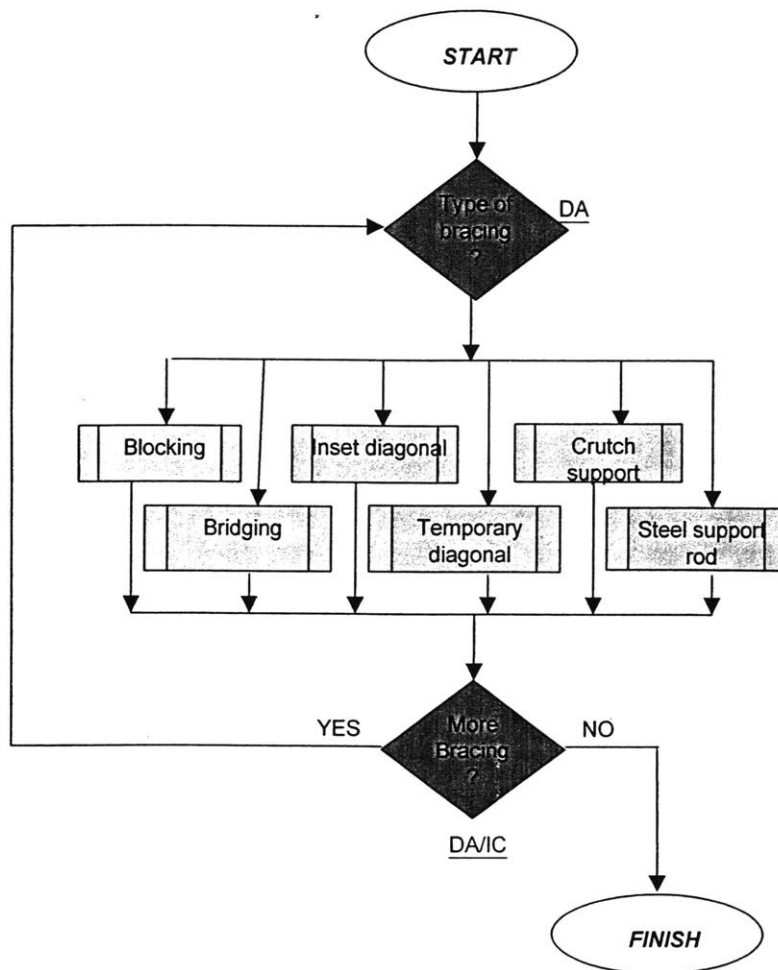 START
Type of
bracing
?
DA
Blocking
Inset diagonal
Crutch
support
Bridging
Temporary
diagonal
Steel support
rod
YES
More
Bracing
?
NO
DA/IC
FINISH